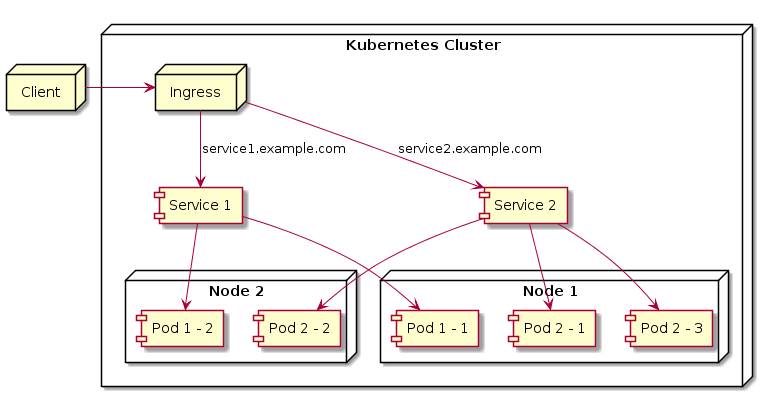 Kubernetes Cluster
Client
Ingress
service1.example.com
service2.example.com
Service 1
Service 2
Node 2
Node 1
Pod 1 - 2
Pod 2 - 2
Pod 1 - 1
Pod 2 - 1
Pod 2 - 3